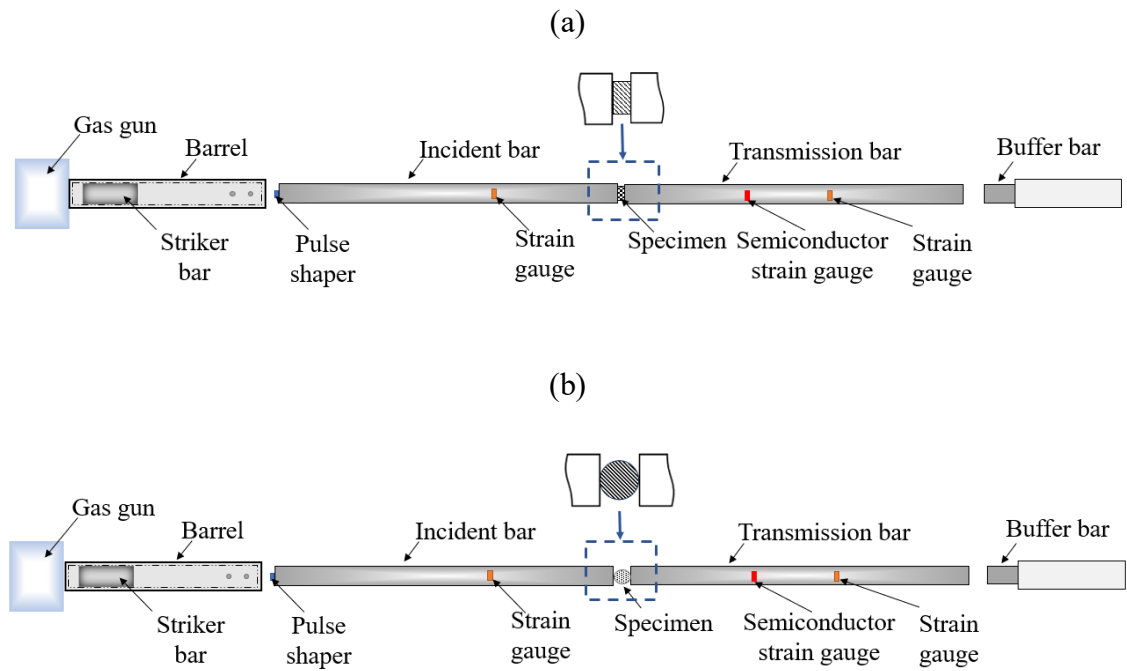 (a)
Gas gun
Barrel
Incident bar
Transmission bar
Buffer bar
Striker
bar
Pulse
shaper
Strain
gauge
Specimen
Semiconductor
strain gauge
Strain
gauge
(b)
Gas gun
Barrel
Incident bar
Transmission bar
Buffer bar
Striker
bar
Pulse
shaper
Strain
gauge
Specimen
Semiconductor
strain gauge
Strain
gauge